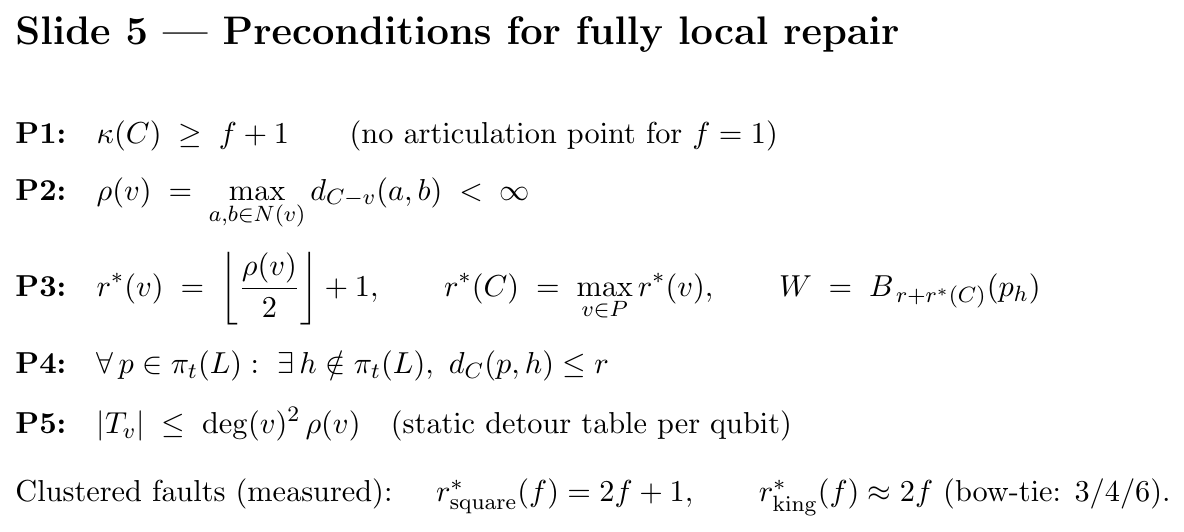 Slide 5 — Preconditions for fully local repair
P1: κ(C) ≥ f + 1 (no articulation point for f = 1)
P2: ρ(v) = max_{a,b∈N(v)} d_{C−v}(a, b) < ∞
P3: r*(v) = ⌊ρ(v)/2⌋ + 1, r*(C) = max_{v∈P} r*(v), W = B_{r+r*(C)}(p_h)
P4: ∀ p ∈ π_t(L) : ∃ h ∉ π_t(L), d_C(p, h) ≤ r
P5: |T_v| ≤ deg(v)² ρ(v) (static detour table per qubit)
Clustered faults (measured): r*_square(f) = 2f + 1, r*_king(f) ≈ 2f (bow-tie: 3/4/6).